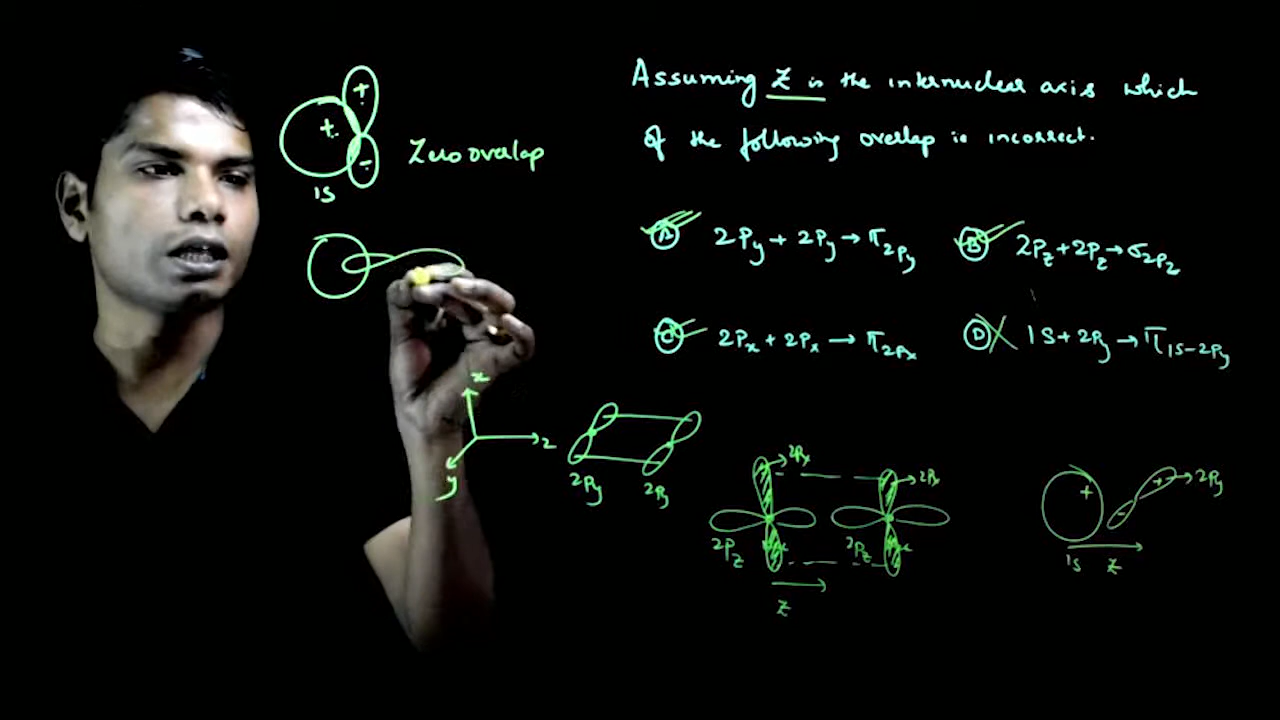 Assuming z is the internuclear axis which
of the following overlap is incorrect.
(A) 2Py + 2Py → π2Py
(B) 2Pz + 2Pz → σ2Pz
(C) 2Px + 2Px → π2Px
(D) 1S + 2Py → π1S-2Py
+
+
-
Zero overlap
1S
x
z
y
2Py
2Py
2Px
2Px
2Pz
2Pz
z
+
+
-
2Py
1S
z